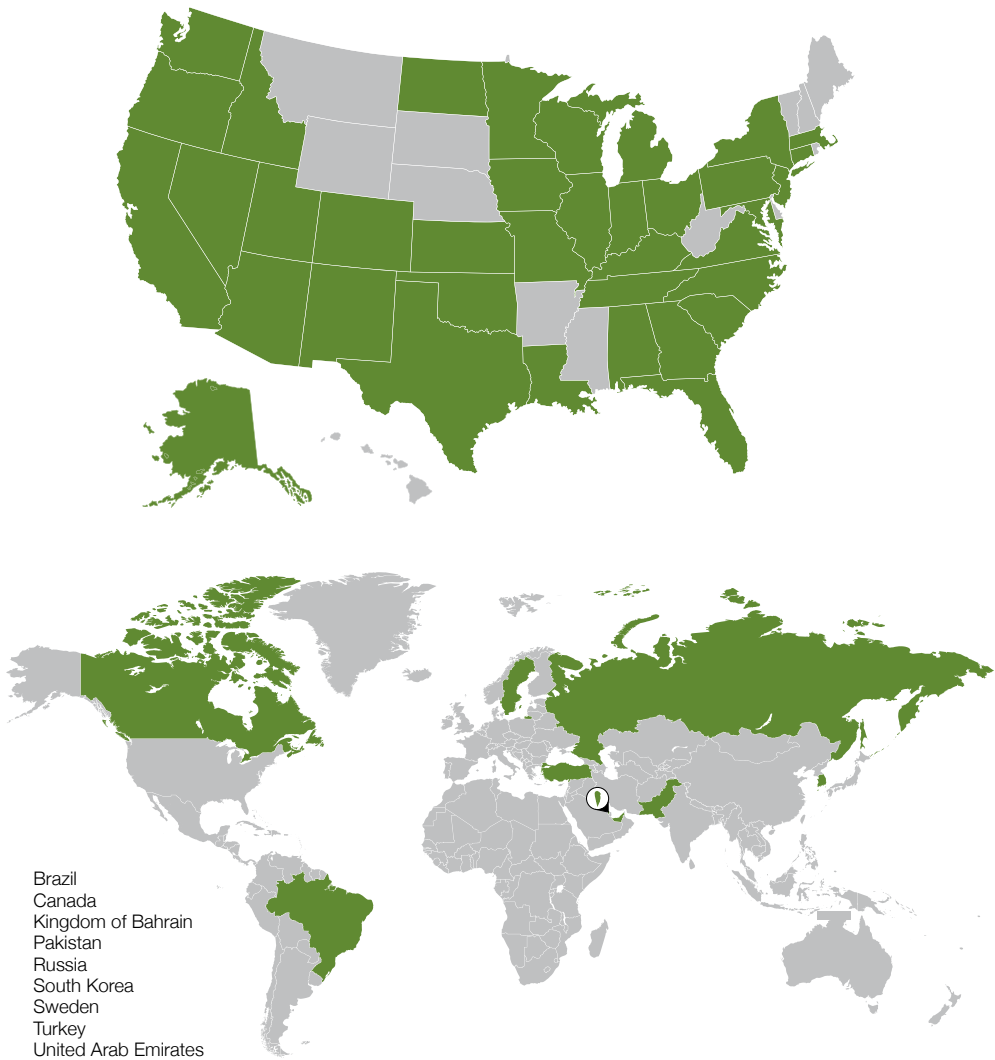 Brazil
Canada
Kingdom of Bahrain
Pakistan
Russia
South Korea
Sweden
Turkey
United Arab Emirates